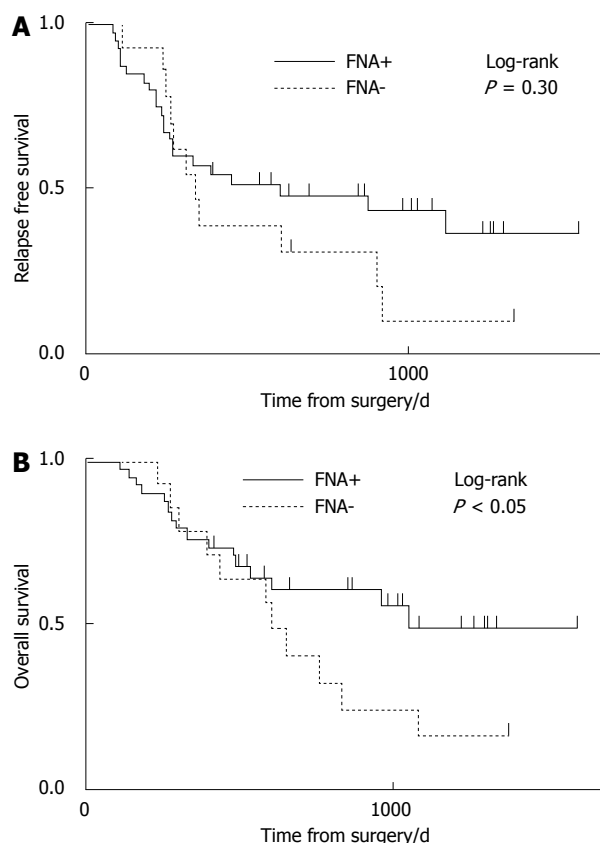 A
1.0
FNA+ Log-rank
FNA- P = 0.30
0.5
Relapse free survival
0.0
0 1000
Time from surgery/d
B
1.0
FNA+ Log-rank
FNA- P < 0.05
0.5
Overall survival
0.0
0 1000
Time from surgery/d